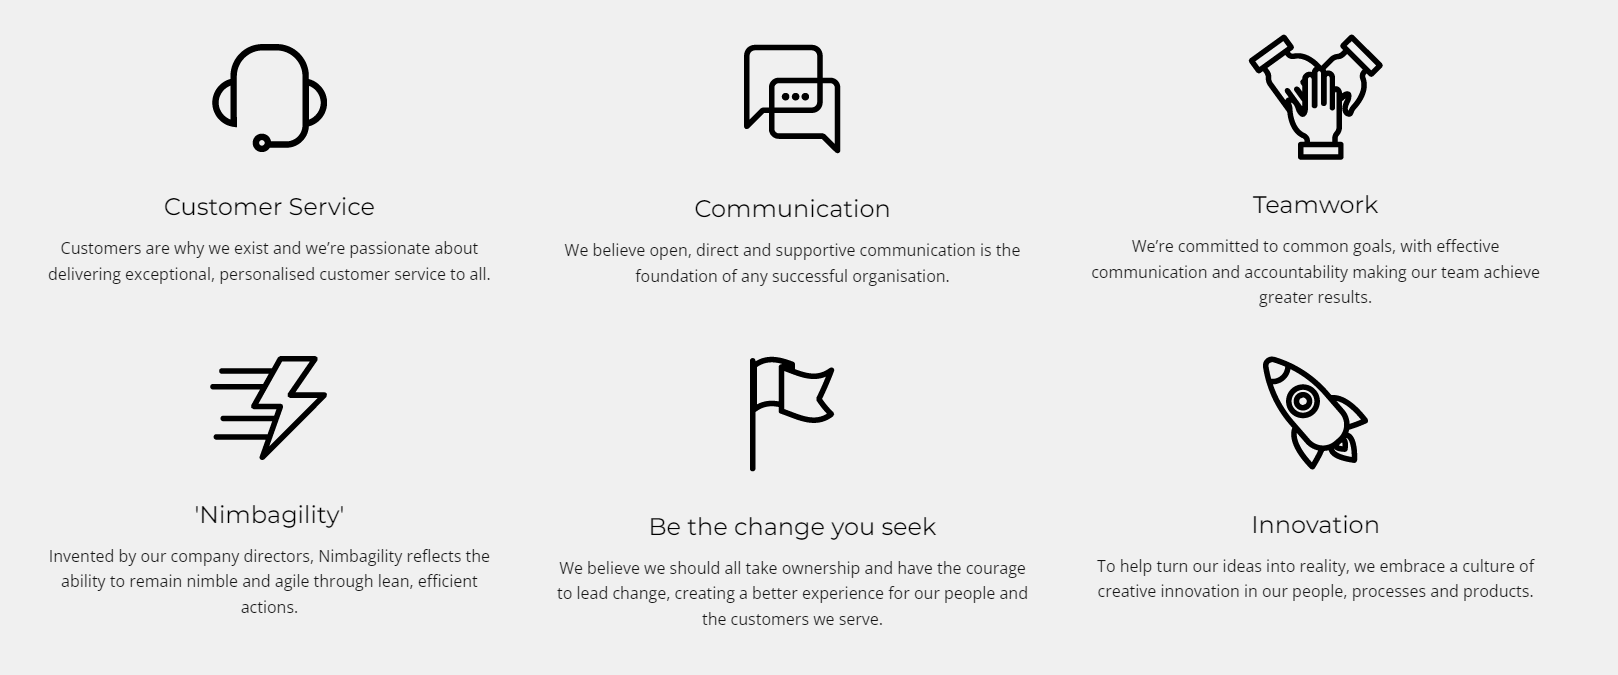 Customer Service
Customers are why we exist and we’re passionate about
delivering exceptional, personalised customer service to all.
Communication
We believe open, direct and supportive communication is the
foundation of any successful organisation.
Teamwork
We’re committed to common goals, with effective
communication and accountability making our team achieve
greater results.
'Nimbagility'
Invented by our company directors, Nimbagility reflects the
ability to remain nimble and agile through lean, efficient
actions.
Be the change you seek
We believe we should all take ownership and have the courage
to lead change, creating a better experience for our people and
the customers we serve.
Innovation
To help turn our ideas into reality, we embrace a culture of
creative innovation in our people, processes and products.